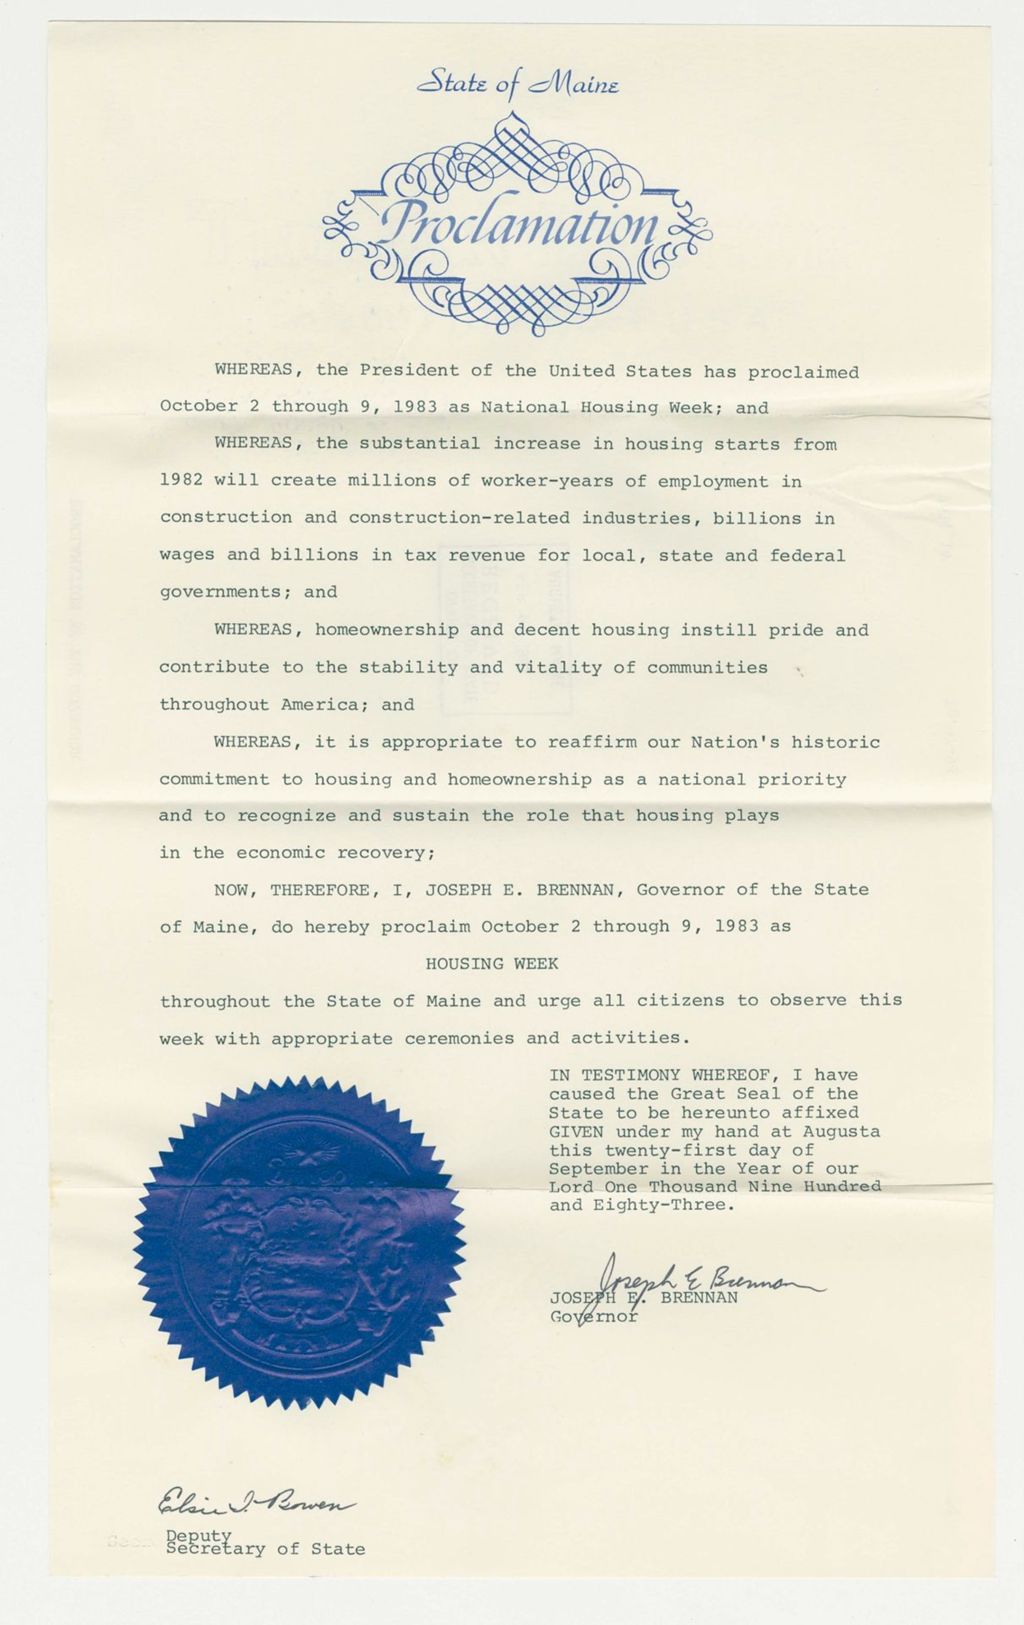 State of Maine
Proclamation
WHEREAS, the President of the United States has proclaimed
October 2 through 9, 1983 as National Housing Week; and
WHEREAS, the substantial increase in housing starts from
1982 will create millions of worker-years of employment in
construction and construction-related industries, billions in
wages and billions in tax revenue for local, state and federal
governments; and
WHEREAS, homeownership and decent housing instill pride and
contribute to the stability and vitality of communities
throughout America; and
WHEREAS, it is appropriate to reaffirm our Nation's historic
commitment to housing and homeownership as a national priority
and to recognize and sustain the role that housing plays
in the economic recovery;
NOW, THEREFORE, I, JOSEPH E. BRENNAN, Governor of the State
of Maine, do hereby proclaim October 2 through 9, 1983 as
HOUSING WEEK
throughout the State of Maine and urge all citizens to observe this
week with appropriate ceremonies and activities.
IN TESTIMONY WHEREOF, I have
caused the Great Seal of the
State to be hereunto affixed
GIVEN under my hand at Augusta
this twenty-first day of
September in the Year of our
Lord One Thousand Nine Hundred
and Eighty-Three.
Joseph E Brennan
JOSEPH E. BRENNAN
Governor
Elsie I. Bowen
Deputy
Secretary of State